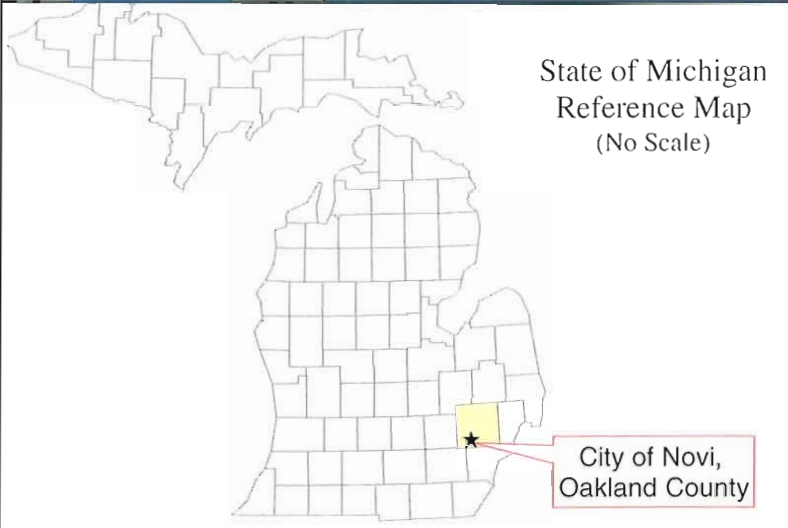 State of Michigan
Reference Map
(No Scale)
City of Novi,
Oakland County